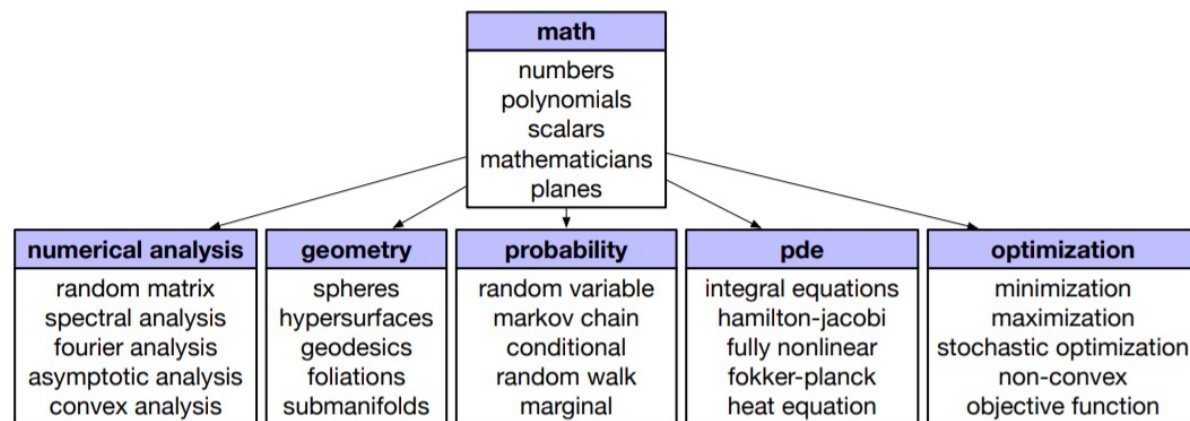 math
numbers
polynomials
scalars
mathematicians
planes
numerical analysis
random matrix
spectral analysis
fourier analysis
asymptotic analysis
convex analysis
geometry
spheres
hypersurfaces
geodesics
foliations
submanifolds
probability
random variable
markov chain
conditional
random walk
marginal
pde
integral equations
hamilton-jacobi
fully nonlinear
fokker-planck
heat equation
optimization
minimization
maximization
stochastic optimization
non-convex
objective function